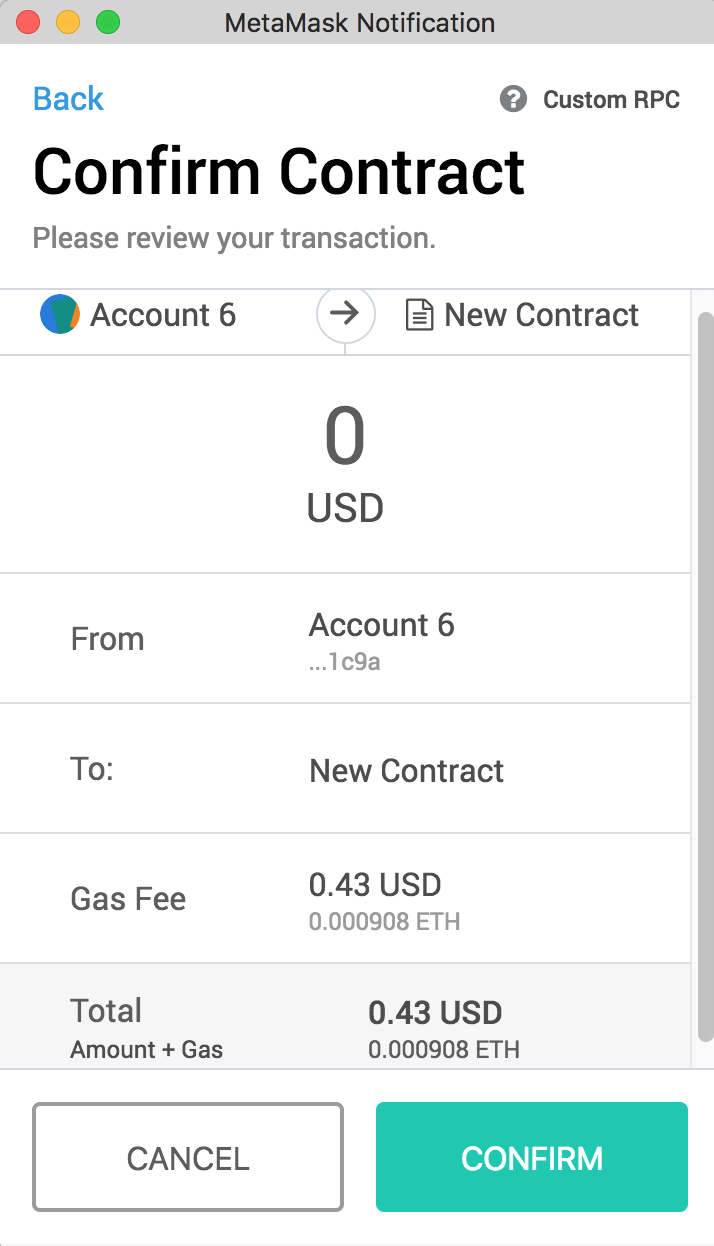 MetaMask Notification
Back
Custom RPC
Confirm Contract
Please review your transaction.
Account 6
New Contract
0
USD
From
Account 6
...1c9a
To:
New Contract
Gas Fee
0.43 USD
0.000908 ETH
Total
0.43 USD
Amount + Gas
0.000908 ETH
CANCEL
CONFIRM